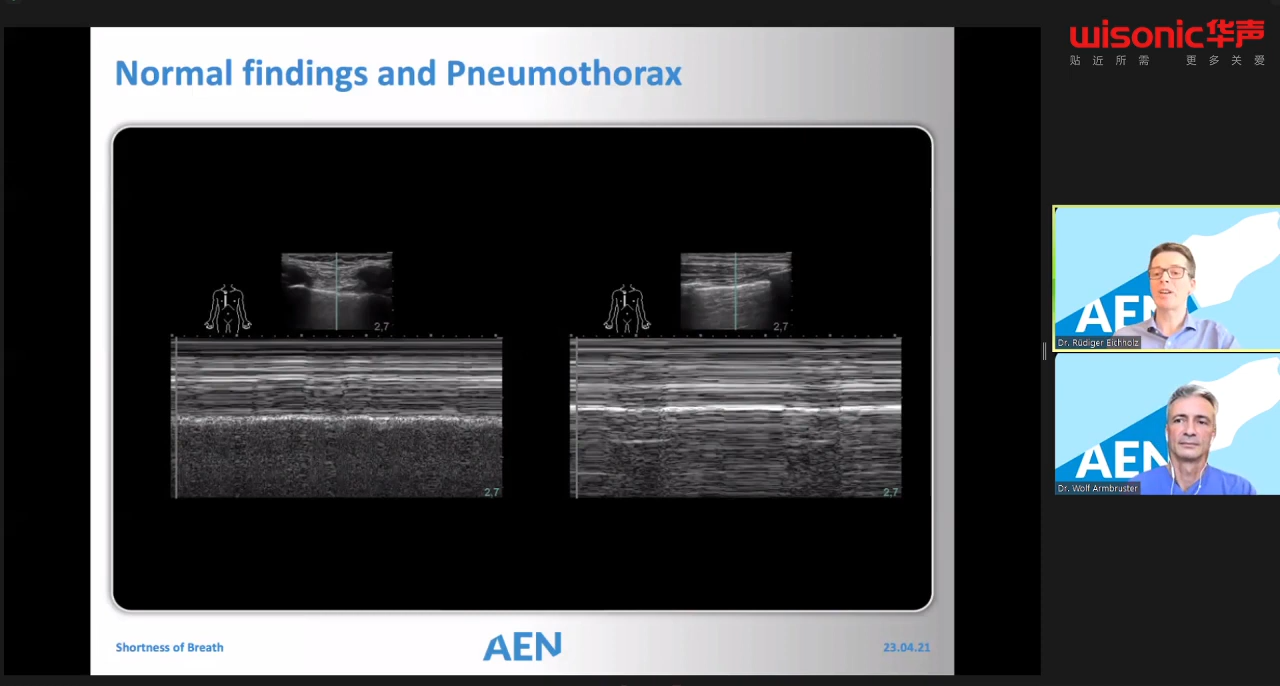 wisonic华声
贴近所需 更多关爱
Normal findings and Pneumothorax
2,7
2,7
2,7
2,7
AEN
Dr. Rüdiger Eichholz
AEN
Dr. Wolf Armbruster
Shortness of Breath
AEN
23.04.21